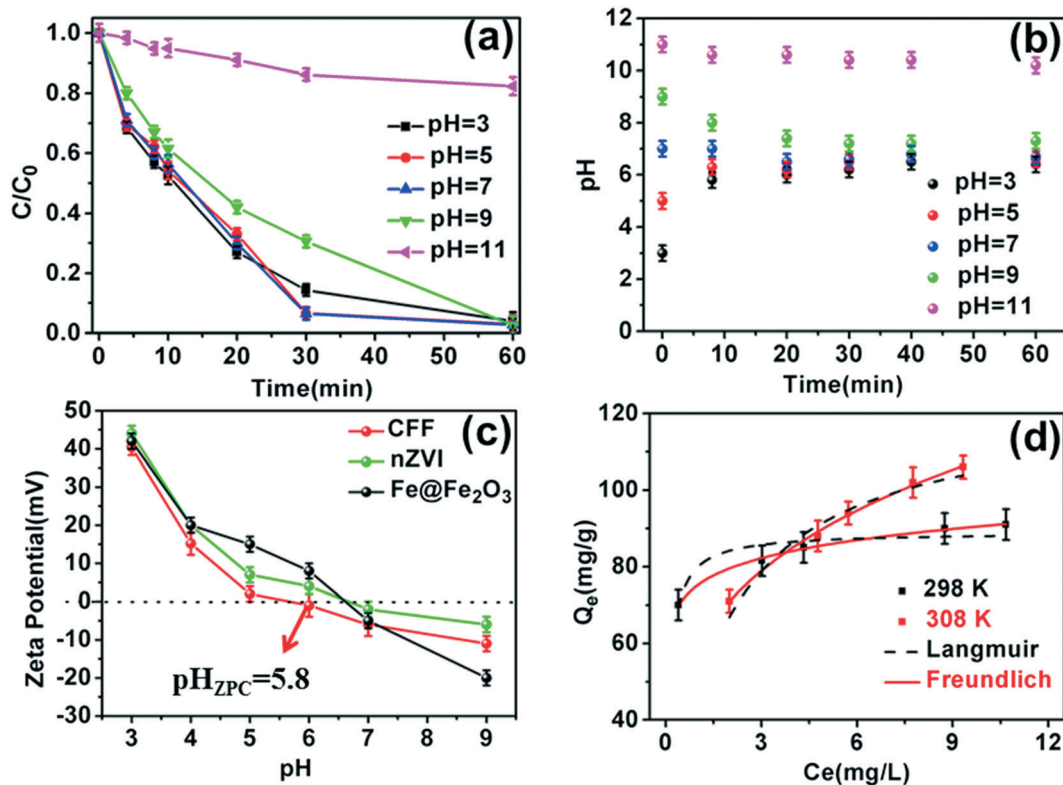 (a)
1.0
0.8
0.6
0.4
0.2
0.0
C/C₀
pH=3
pH=5
pH=7
pH=9
pH=11
0 10 20 30 40 50 60
Time(min)
(b)
12
10
8
6
4
2
0
pH
pH=3
pH=5
pH=7
pH=9
pH=11
0 10 20 30 40 50 60
Time(min)
(c)
50
40
30
20
10
0
-10
-20
-30
Zeta Potential(mV)
CFF
nZVI
Fe@Fe₂O₃
pH_ZPC=5.8
3 4 5 6 7 8 9
pH
(d)
120
100
80
60
40
Qₑ(mg/g)
298 K
308 K
Langmuir
Freundlich
0 3 6 9 12
Ce(mg/L)